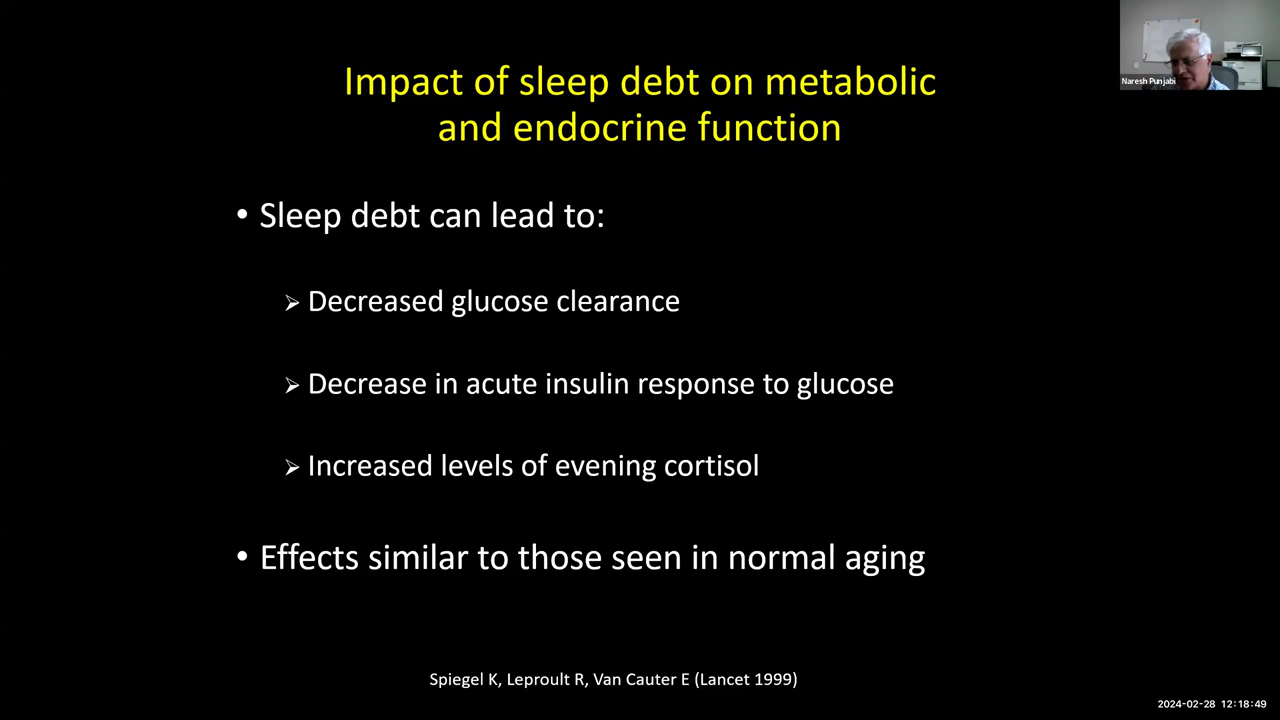 Naresh Punjabi
Impact of sleep debt on metabolic
and endocrine function
• Sleep debt can lead to:
➢ Decreased glucose clearance
➢ Decrease in acute insulin response to glucose
➢ Increased levels of evening cortisol
• Effects similar to those seen in normal aging
Spiegel K, Leproult R, Van Cauter E (Lancet 1999)
2024-02-28 12:18:49